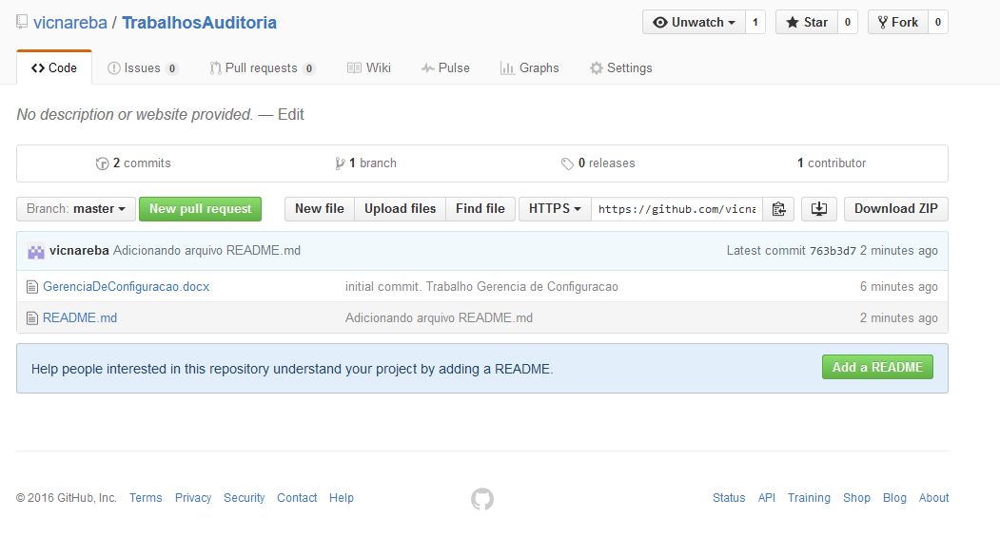 vicnareba / TrabalhosAuditoria
Unwatch 1 Star 0 Fork 0
Code Issues 0 Pull requests 0 Wiki Pulse Graphs Settings
No description or website provided. — Edit
2 commits 1 branch 0 releases 1 contributor
Branch: master New pull request New file Upload files Find file HTTPS https://github.com/vicna Download ZIP
vicnareba Adicionando arquivo README.md Latest commit 763b3d7 2 minutes ago
GerenciaDeConfiguracao.docx initial commit. Trabalho Gerencia de Configuracao 6 minutes ago
README.md Adicionando arquivo README.md 2 minutes ago
Help people interested in this repository understand your project by adding a README. Add a README
© 2016 GitHub, Inc. Terms Privacy Security Contact Help Status API Training Shop Blog About